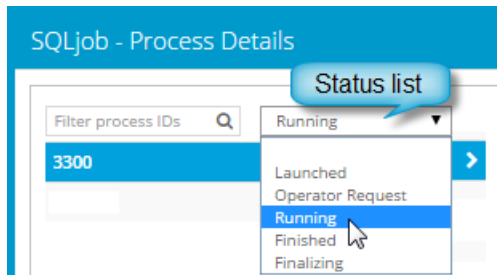 SQLjob - Process Details
Status list
Filter process IDs
Running
3300
Launched
Operator Request
Running
Finished
Finalizing